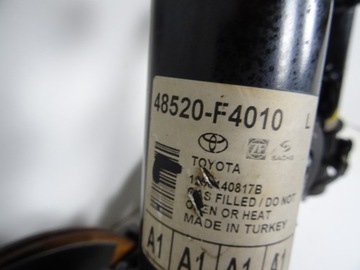 48520-F4010 L
TOYOTA SACHS
GAS FILLED / DO NOT
OPEN OR HEAT
MADE IN TURKEY
A1 A1 A1 A1